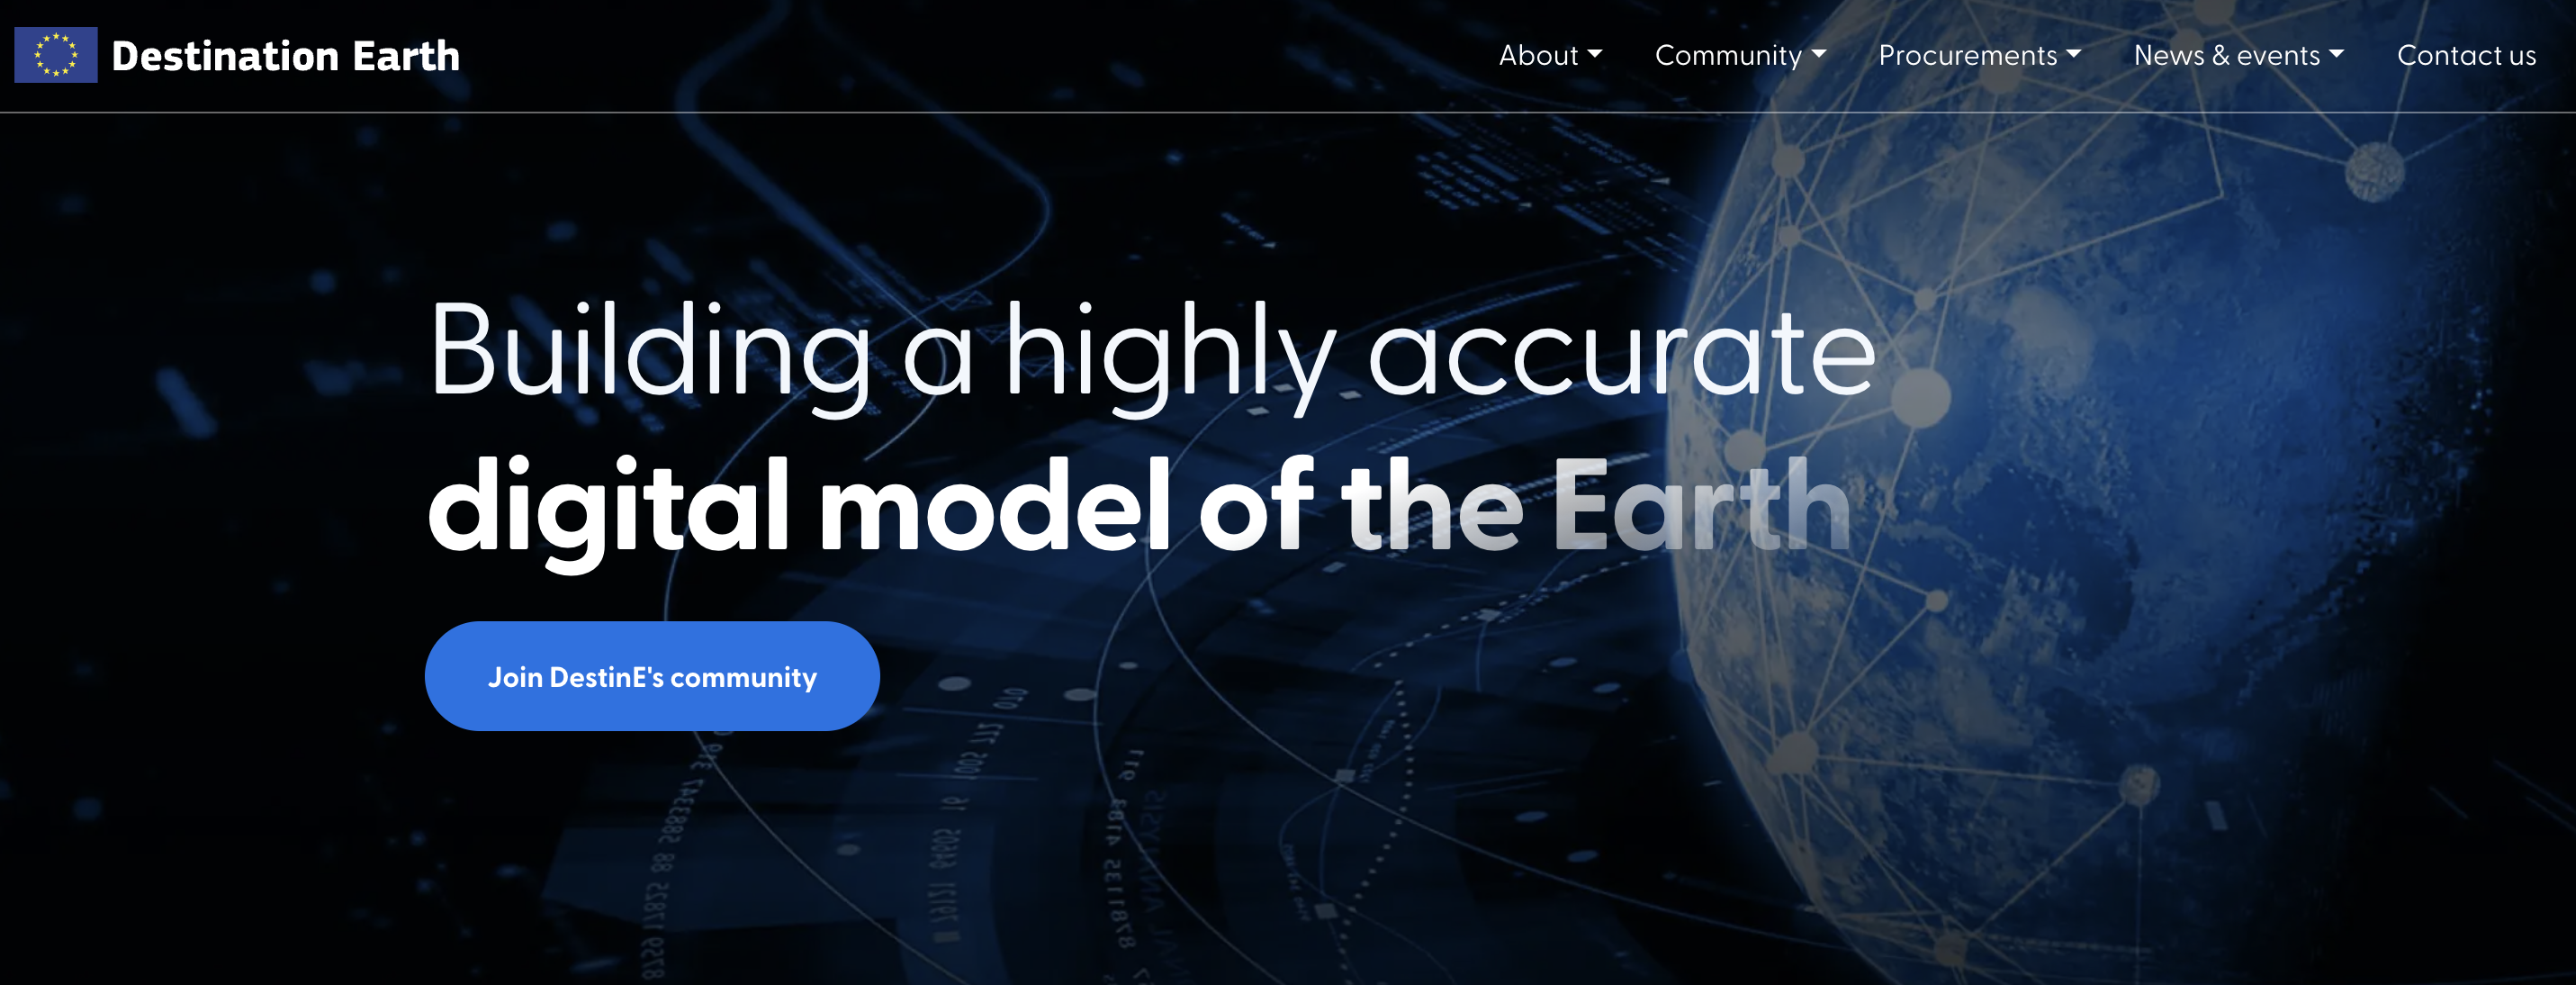 Destination Earth
About Community Procurements News & events Contact us
Building a highly accurate
digital model of the Earth
Join DestinE's community